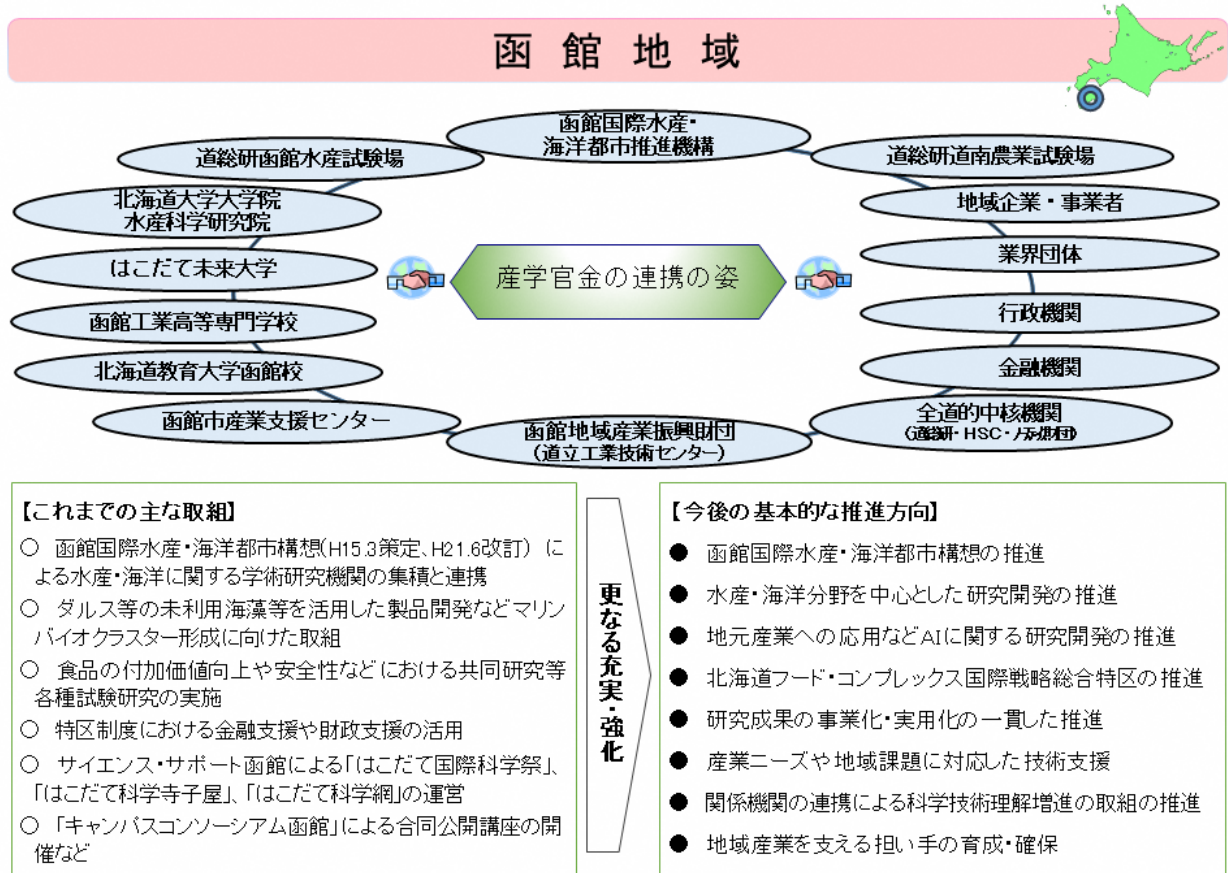 函館地域
函館国際水産・
海洋都市推進機構
道総研函館水産試験場
道総研道南農業試験場
北海道大学大学院
水産科学研究院
地域企業・事業者
はこだて未来大学
産学官金の連携の姿
業界団体
函館工業高等専門学校
行政機関
北海道教育大学函館校
金融機関
函館市産業支援センター
函館地域産業振興財団
(道立工業技術センター)
全道的中核機関
(道総研・HSC・ノーステック財団)
【これまでの主な取組】
○ 函館国際水産・海洋都市構想(H15.3策定、H21.6改訂) に
よる水産・海洋に関する学術研究機関の集積と連携
○ ダルス等の未利用海藻等を活用した製品開発などマリン
バイオクラスター形成に向けた取組
○ 食品の付加価値向上や安全性などにおける共同研究等
各種試験研究の実施
○ 特区制度における金融支援や財政支援の活用
○ サイエンス・サポート函館による「はこだて国際科学祭」、
「はこだて科学寺子屋」、「はこだて科学網」の運営
○ 「キャンパスコンソーシアム函館」による合同公開講座の開
催など
更なる充実・強化
【今後の基本的な推進方向】
● 函館国際水産・海洋都市構想の推進
● 水産・海洋分野を中心とした研究開発の推進
● 地元産業への応用などAIに関する研究開発の推進
● 北海道フード・コンプレックス国際戦略総合特区の推進
● 研究成果の事業化・実用化の一貫した推進
● 産業ニーズや地域課題に対応した技術支援
● 関係機関の連携による科学技術理解増進の取組の推進
● 地域産業を支える担い手の育成・確保